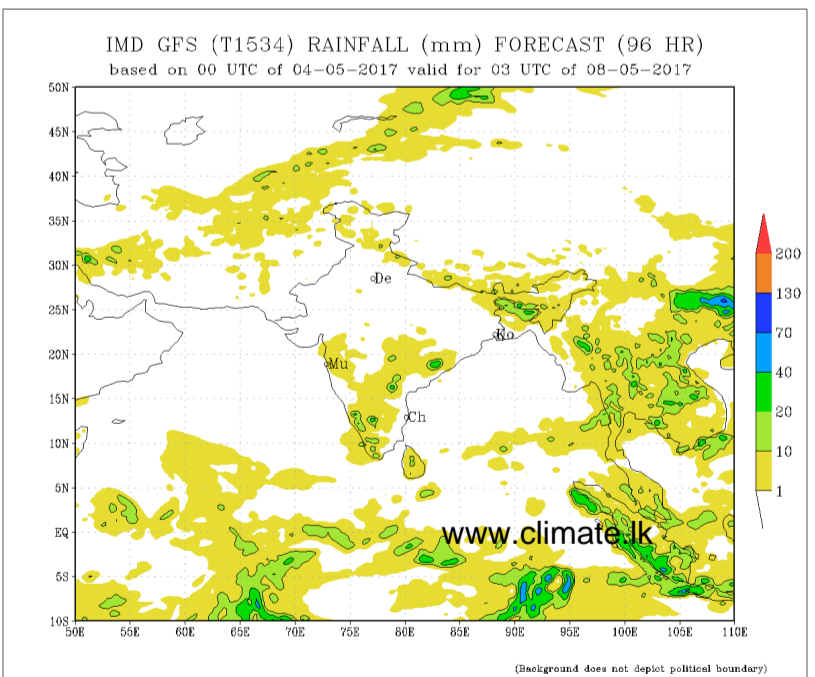 IMD GFS (T1534) RAINFALL (mm) FORECAST (96 HR)
based on 00 UTC of 04-05-2017 valid for 03 UTC of 08-05-2017
50N
45N
40N
35N
30N
25N
20N
15N
10N
5N
EQ
5S
10S
50E 55E 60E 65E 70E 75E 80E 85E 90E 95E 100E 105E 110E
De
Ko
Mu
Ch
B
www.climate.lk
200
130
70
40
20
10
1
(Background does not depict political boundary)